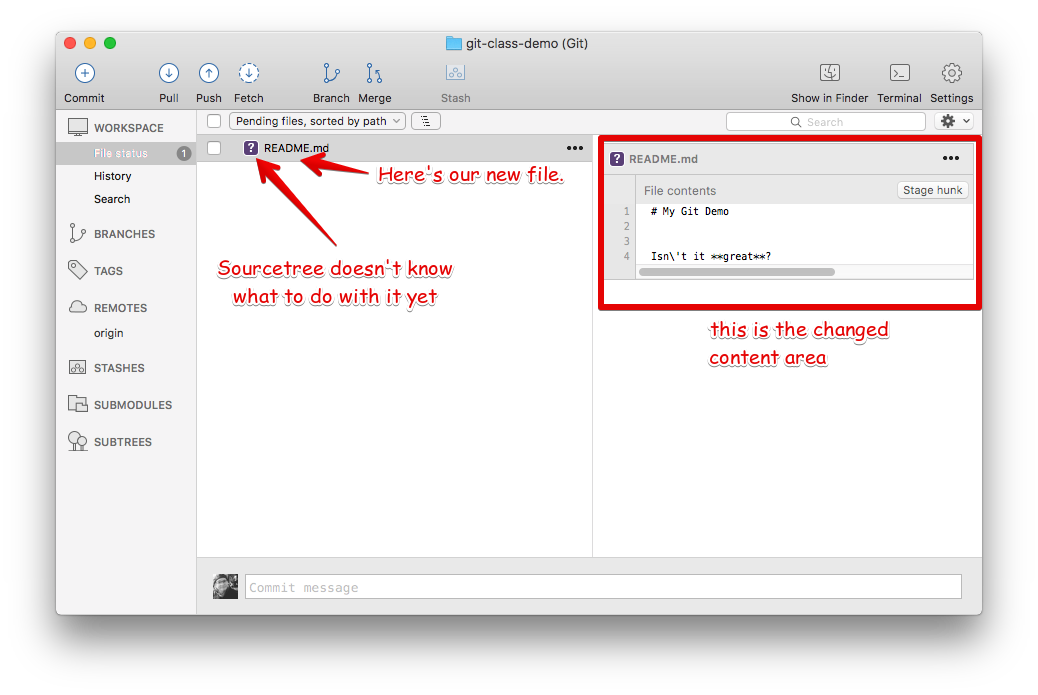 git-class-demo (Git)
Commit Pull Push Fetch Branch Merge Stash Show in Finder Terminal Settings
WORKSPACE
File status 1
History
Search
BRANCHES
TAGS
REMOTES
origin
STASHES
SUBMODULES
SUBTREES
Pending files, sorted by path
Search
? README.md •••
Here's our new file.
Sourcetree doesn't know
what to do with it yet
? README.md •••
File contents Stage hunk
1 # My Git Demo
2
3
4 Isn\'t it **great**?
this is the changed
content area
Commit message